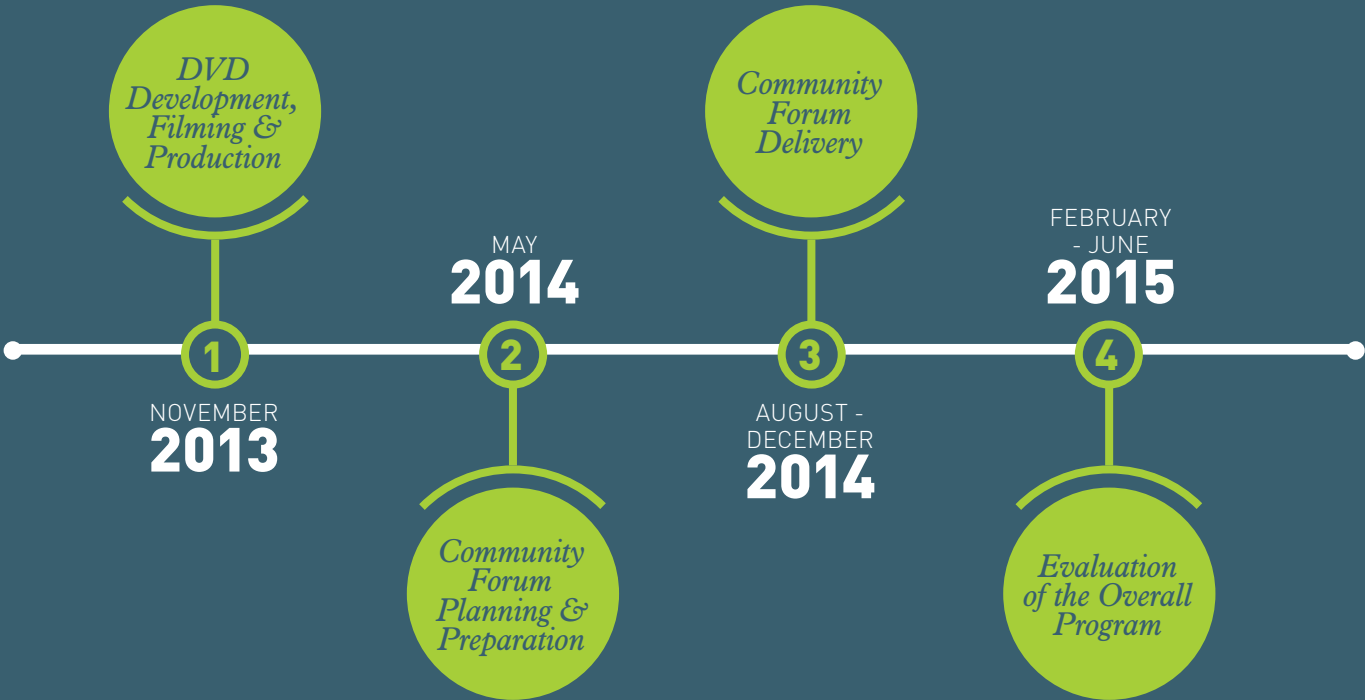 DVD
Development,
Filming &
Production
1
NOVEMBER
2013
MAY
2014
2
Community
Forum
Planning &
Preparation
Community
Forum
Delivery
3
AUGUST -
DECEMBER
2014
FEBRUARY
- JUNE
2015
4
Evaluation
of the Overall
Program